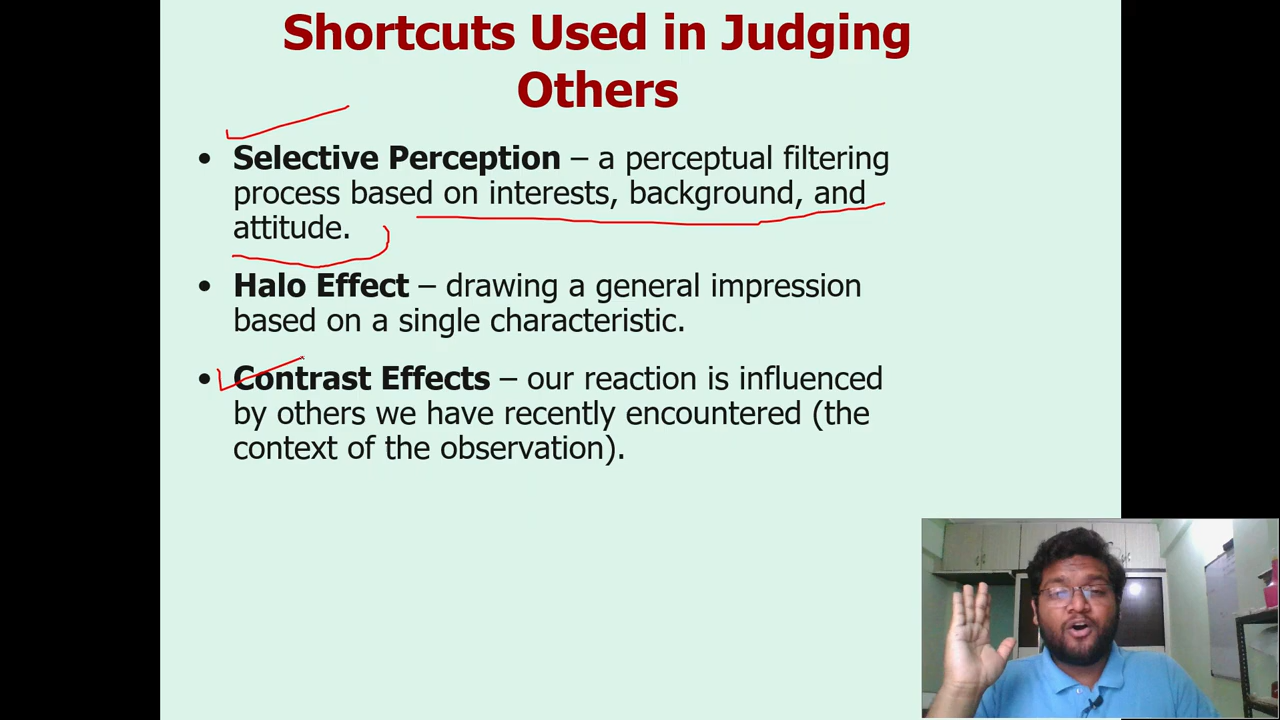 Shortcuts Used in Judging
Others
• Selective Perception – a perceptual filtering
process based on interests, background, and
attitude.
• Halo Effect – drawing a general impression
based on a single characteristic.
• Contrast Effects – our reaction is influenced
by others we have recently encountered (the
context of the observation).